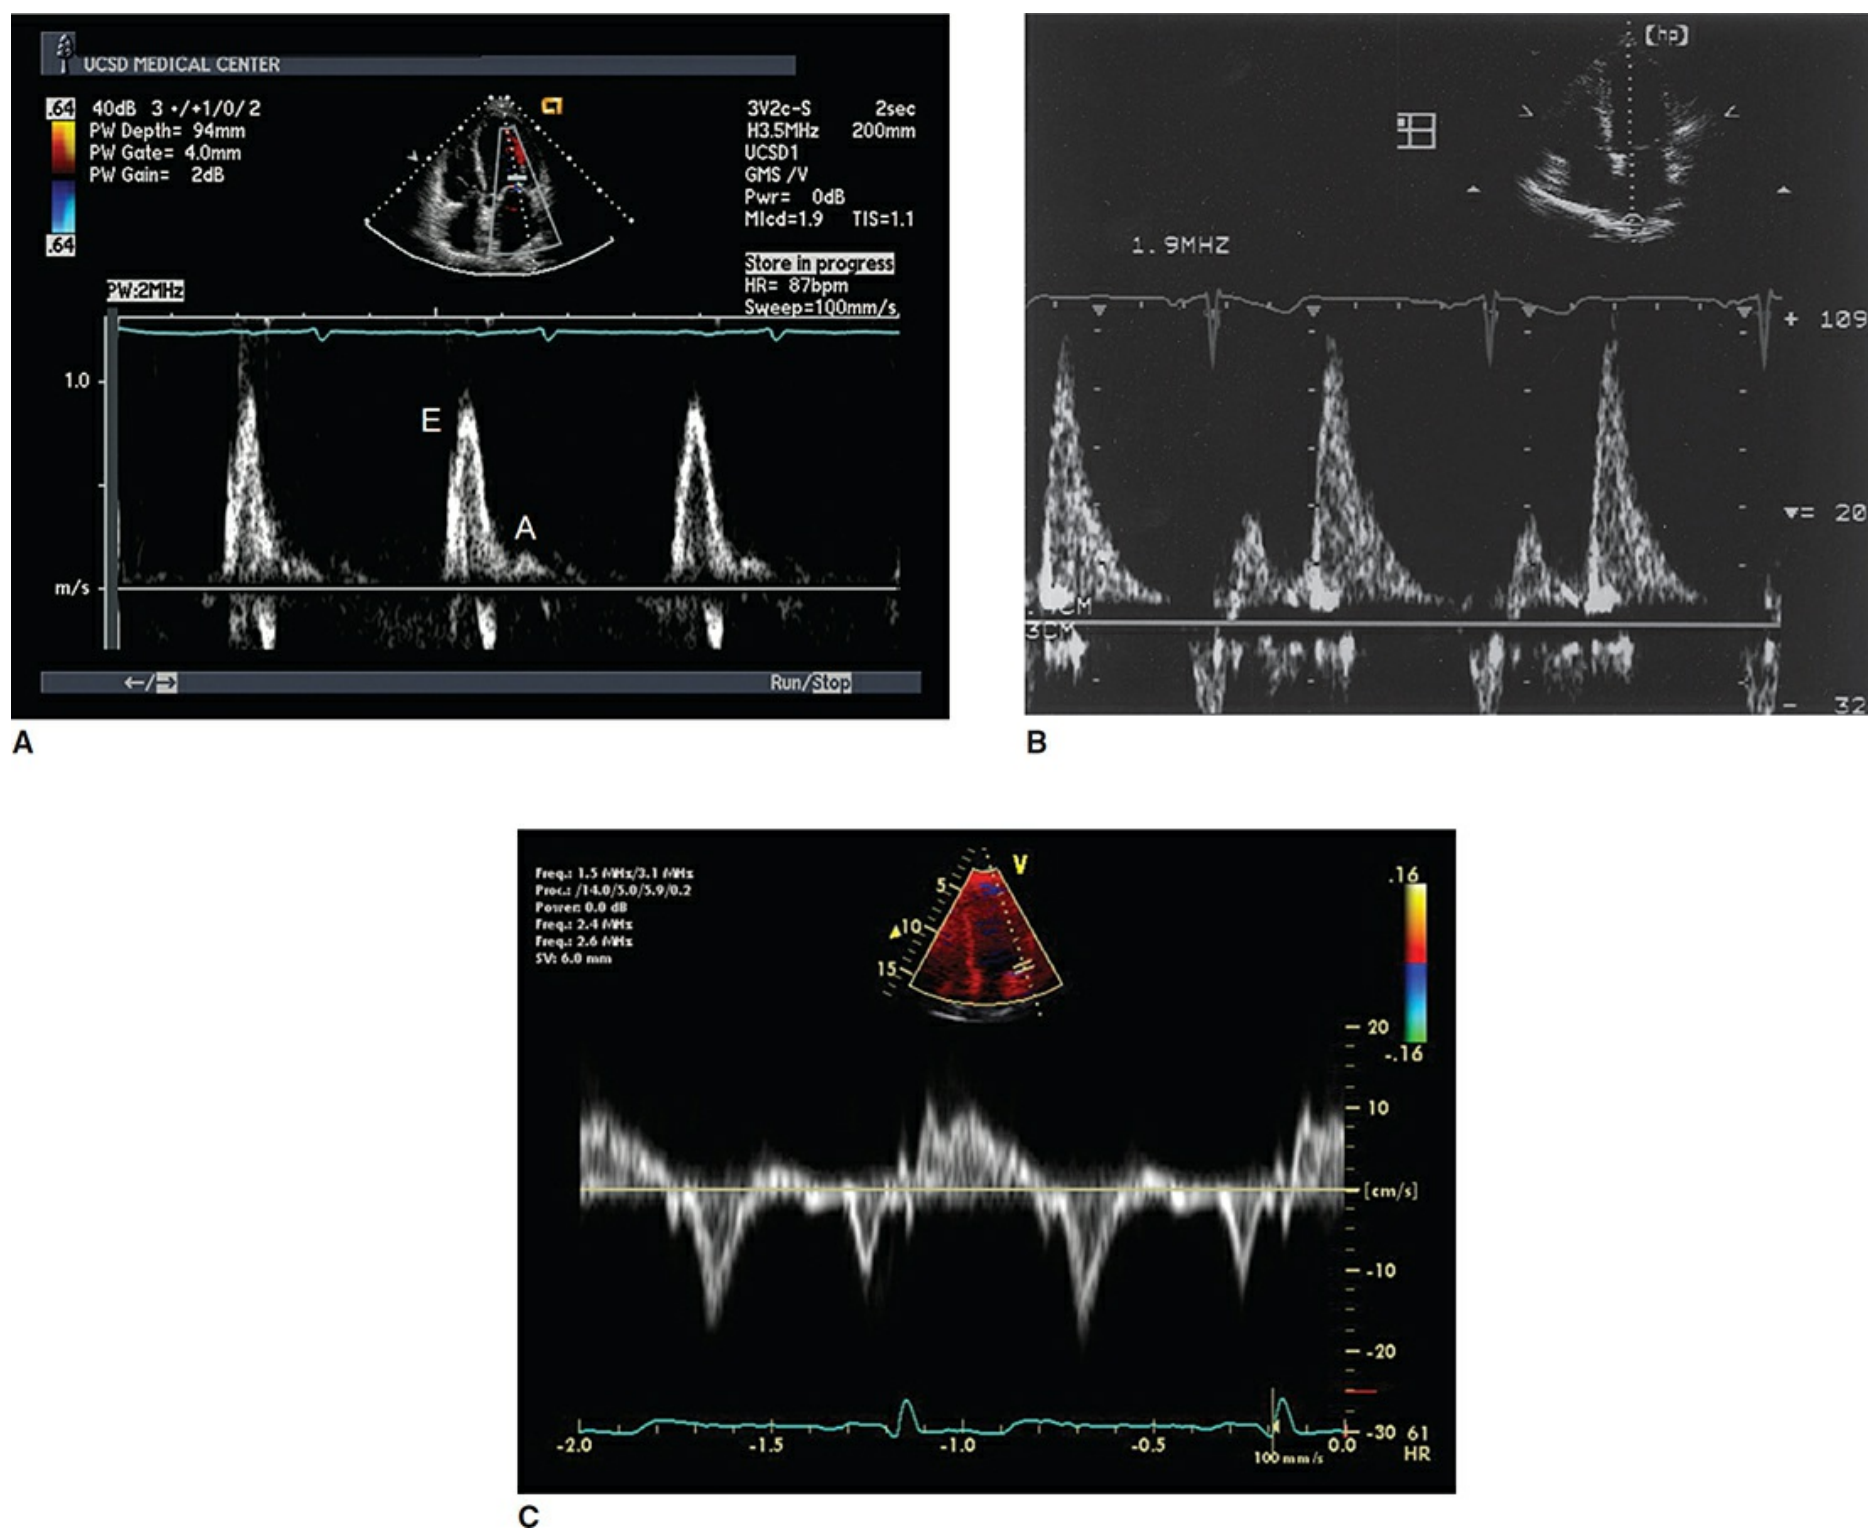 UCSD MEDICAL CENTER
.64
40dB 3 +/+1/0/2
PW Depth= 94mm
PW Gate= 4.0mm
PW Gain= 2dB
.64
3V2c-S 2sec
H3.5MHz 200mm
UCSD1
GMS /V
Pwr= 0dB
MIcd=1.9 TIS=1.1
Store in progress
HR= 87bpm
Sweep=100mm/s
PW:2MHz
1.0
E
A
m/s
←/→
Run/Stop
A
[hp]
1.9MHZ
+ 109
= 20
CM
3CM
- 32
B
Freq.: 1.5 MHz/3.1 MHz
Proc.: /14.0/5.0/5.9/0.2
Power: 0.0 dB
Freq.: 2.4 MHz
Freq.: 2.6 MHz
SV: 6.0 mm
V
5
10
15
.16
-.16
20
10
[cm/s]
-10
-20
-30
61
HR
-2.0
-1.5
-1.0
-0.5
0.0
100 mm/s
C